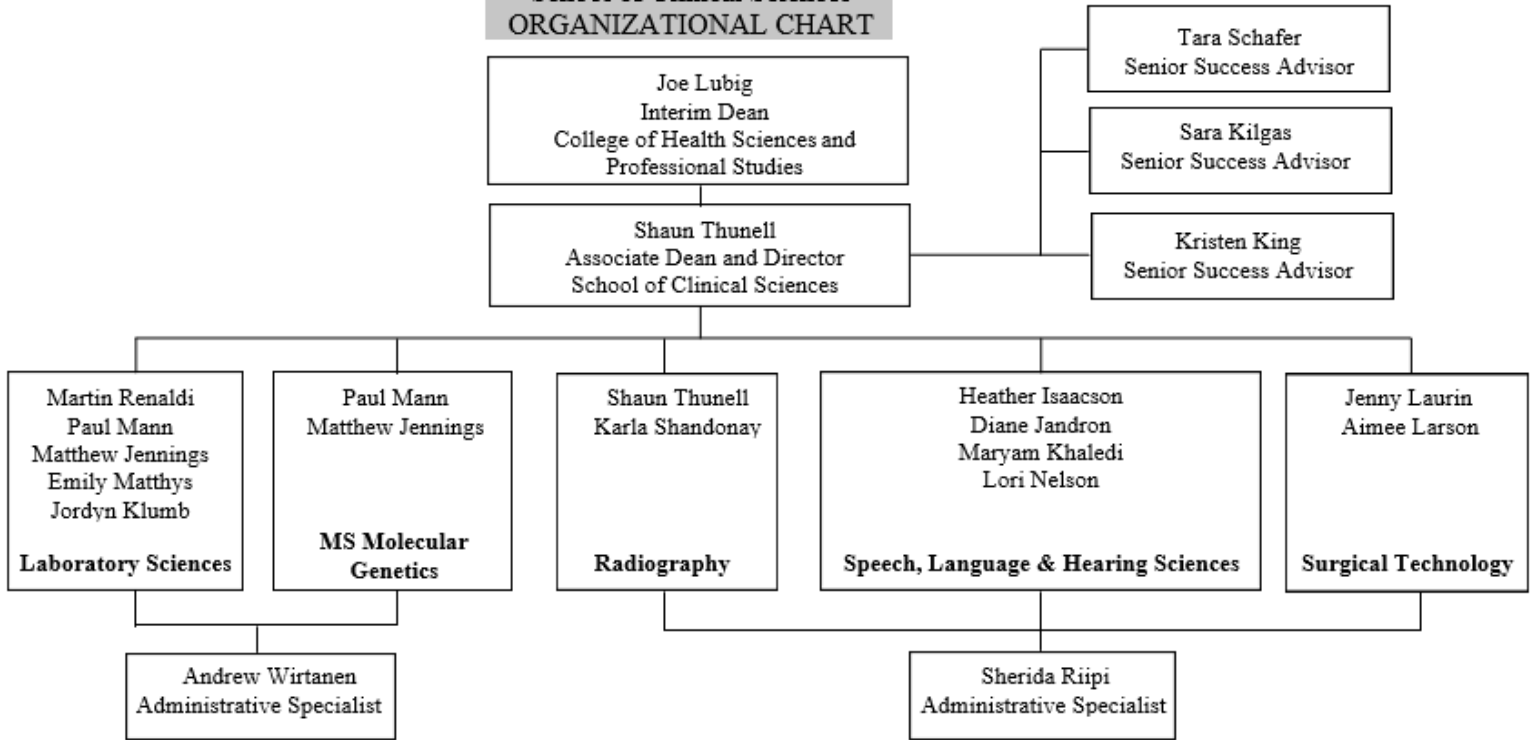 ORGANIZATIONAL CHART
Joe Lubig
Interim Dean
College of Health Sciences and
Professional Studies
Shaun Thunell
Associate Dean and Director
School of Clinical Sciences
Tara Schafer
Senior Success Advisor
Sara Kilgas
Senior Success Advisor
Kristen King
Senior Success Advisor
Martin Renaldi
Paul Mann
Matthew Jennings
Emily Matthys
Jordyn Klumb
Laboratory Sciences
Paul Mann
Matthew Jennings
MS Molecular
Genetics
Shaun Thunell
Karla Shandonay
Radiography
Heather Isaacson
Diane Jandron
Maryam Khaledi
Lori Nelson
Speech, Language & Hearing Sciences
Jenny Laurin
Aimee Larson
Surgical Technology
Andrew Wirtanen
Administrative Specialist
Sherida Riipi
Administrative Specialist